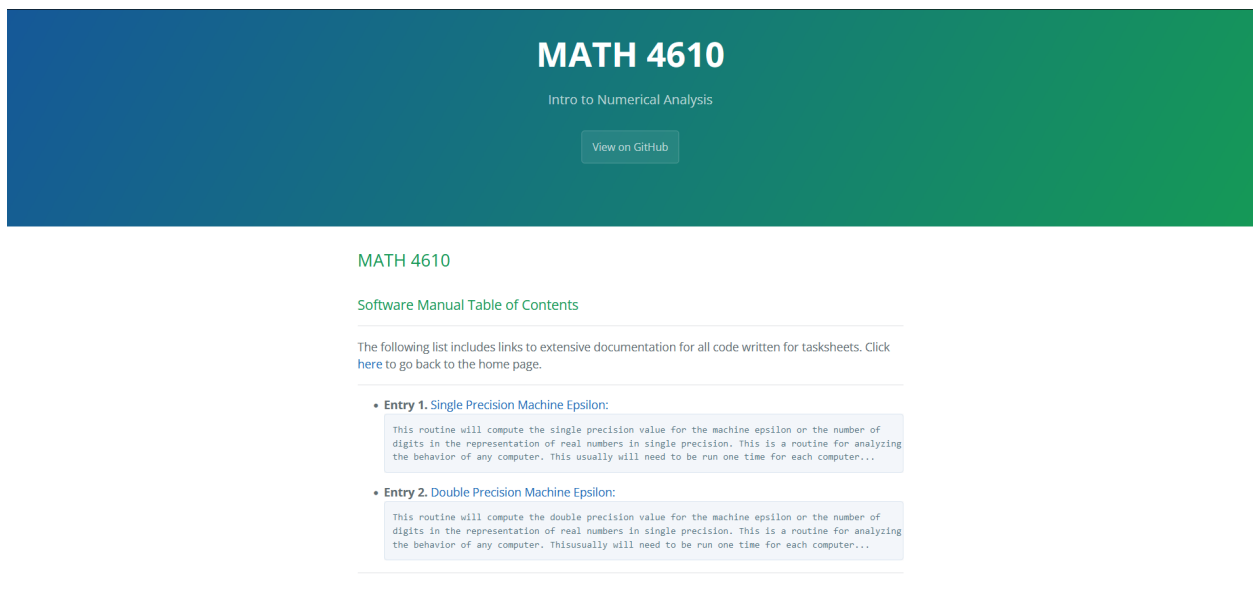 MATH 4610
Intro to Numerical Analysis
View on GitHub
MATH 4610
Software Manual Table of Contents
The following list includes links to extensive documentation for all code written for tasksheets. Click
here to go back to the home page.
• Entry 1. Single Precision Machine Epsilon:
This routine will compute the single precision value for the machine epsilon or the number of
digits in the representation of real numbers in single precision. This is a routine for analyzing
the behavior of any computer. This usually will need to be run one time for each computer...
• Entry 2. Double Precision Machine Epsilon:
This routine will compute the double precision value for the machine epsilon or the number of
digits in the representation of real numbers in single precision. This is a routine for analyzing
the behavior of any computer. Thisusually will need to be run one time for each computer...